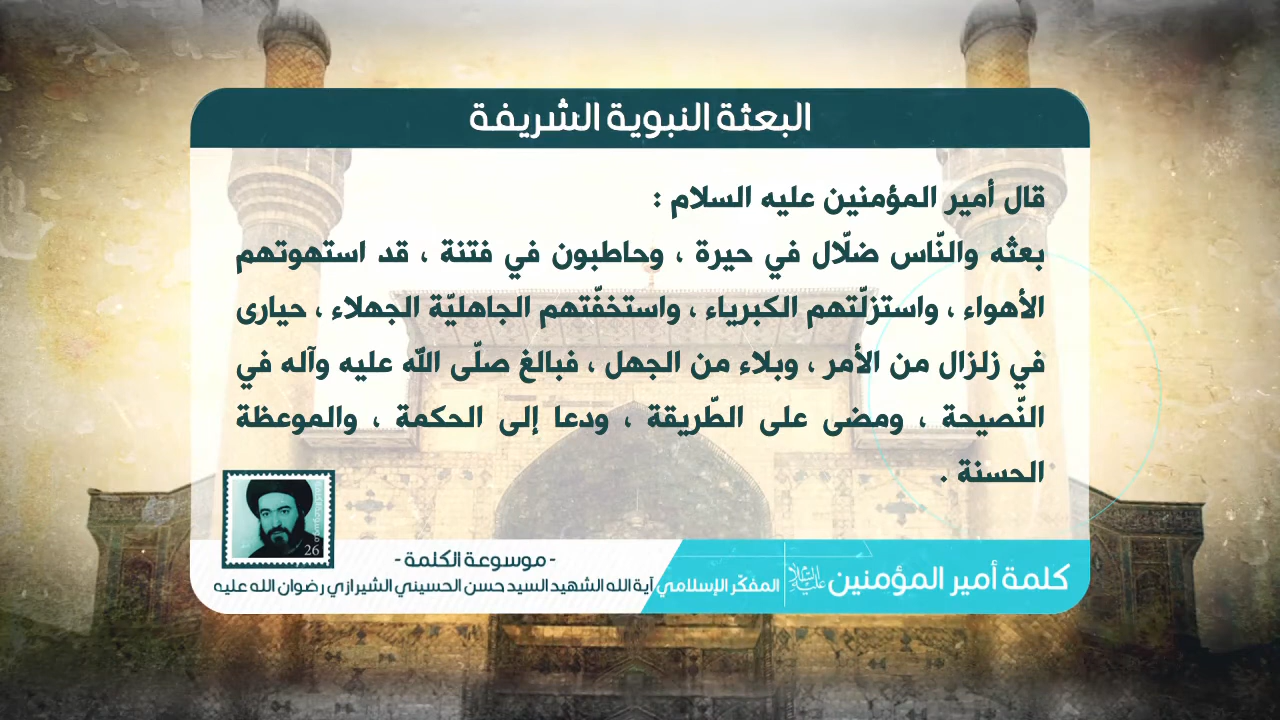 البعثة النبوية الشريفة
قال أمير المؤمنين عليه السلام :
بعثه والنّاس ضلّال في حيرة ، وحاطبون في فتنة ، قد استهوتهم
الأهواء ، واستزلّتهم الكبرياء ، واستخفّتهم الجاهليّة الجهلاء ، حيارى
في زلزال من الأمر ، وبلاء من الجهل ، فبالغ صلّى الله عليه وآله في
النّصيحة ، ومضى على الطّريقة ، ودعا إلى الحكمة ، والموعظة
الحسنة .
كلمة أمير المؤمنين عليه السلام
- موسوعة الكلمة -
المفكّر الإسلامي آية الله الشهيد السيد حسن الحسيني الشيرازي رضوان الله عليه
26